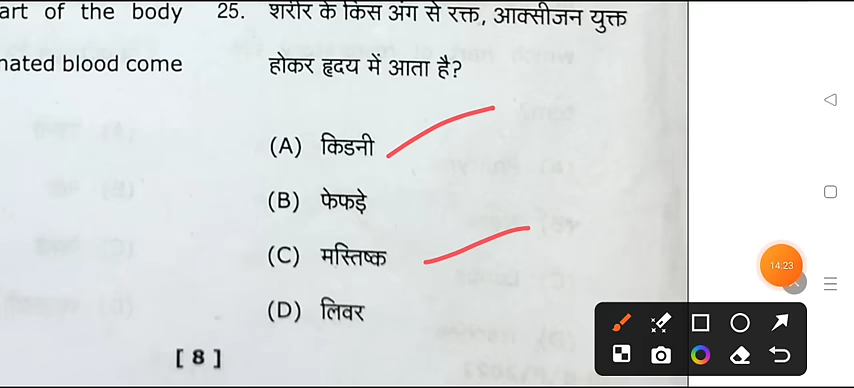 art of the body
25. शरीर के किस अंग से रक्त, आक्सीजन युक्त
nated blood come
होकर हृदय में आता है?
(A) किडनी
(B) फेफड़े
(C) मस्तिष्क
(D) लिवर
[ 8 ]
14:23